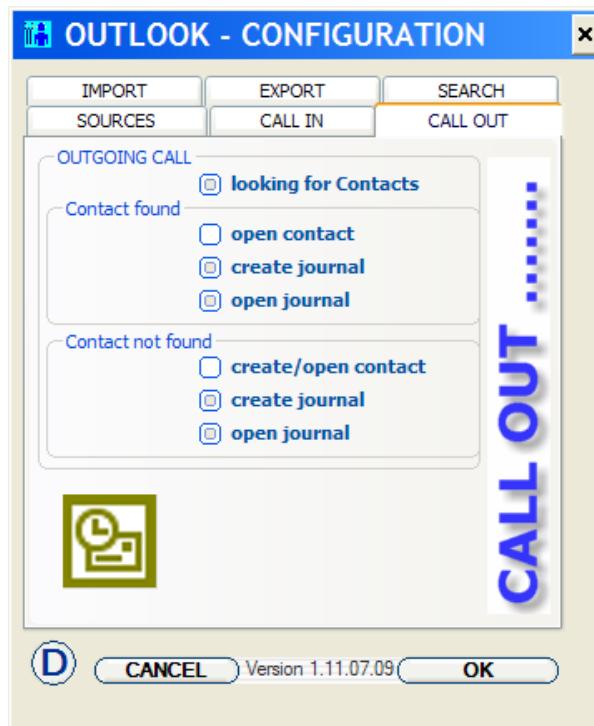 OUTLOOK - CONFIGURATION
IMPORT EXPORT SEARCH
SOURCES CALL IN CALL OUT
OUTGOING CALL
looking for Contacts
Contact found
open contact
create journal
open journal
Contact not found
create/open contact
create journal
open journal
CALL OUT ........
D CANCEL Version 1.11.07.09 OK